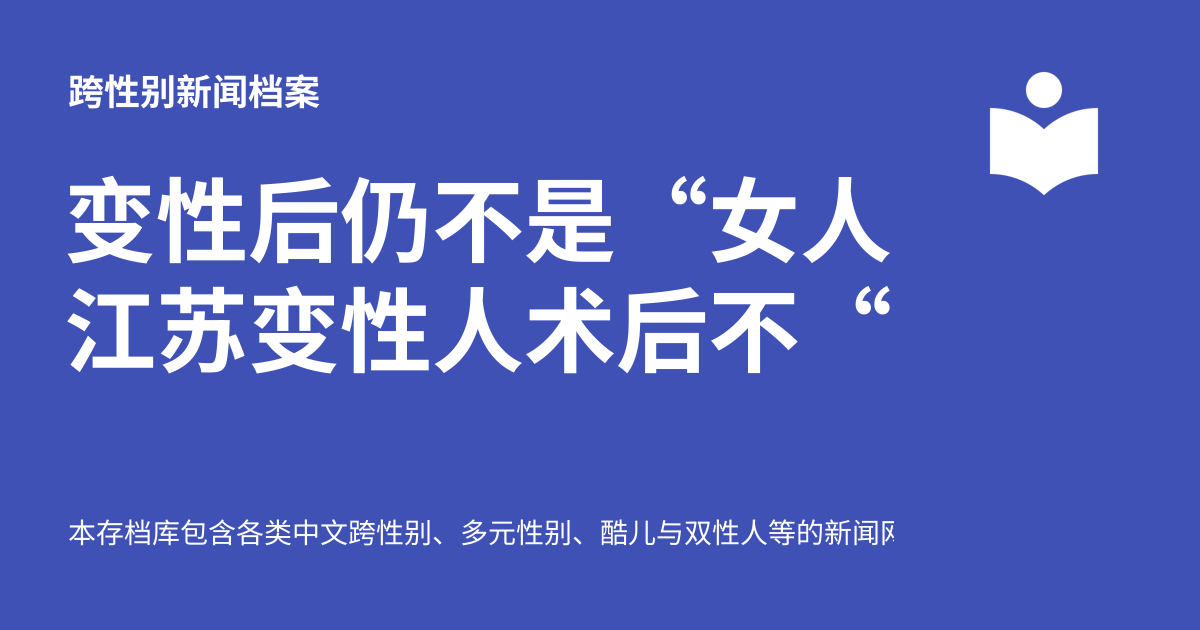 跨性别新闻档案
变性后仍不是“女人
江苏变性人术后不“
本存档库包含各类中文跨性别、多元性别、酷儿与双性人等的新闻